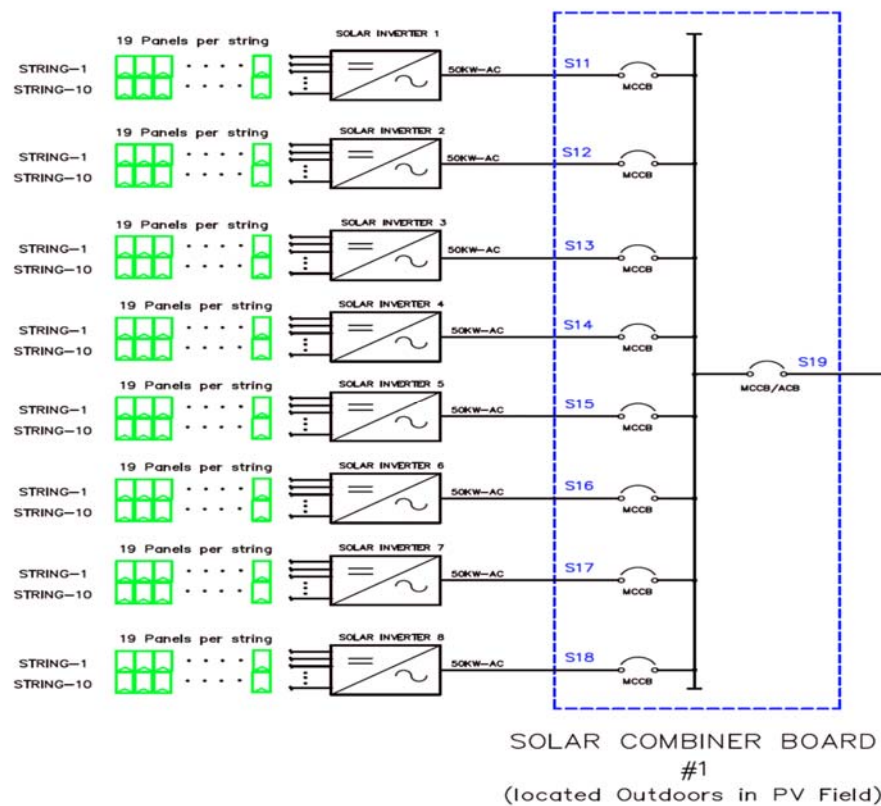 SOLAR INVERTER 1
19 Panels per string
STRING-1
STRING-10
50KW-AC
S11
MCCB
SOLAR INVERTER 2
19 Panels per string
STRING-1
STRING-10
50KW-AC
S12
MCCB
SOLAR INVERTER 3
19 Panels per string
STRING-1
STRING-10
50KW-AC
S13
MCCB
SOLAR INVERTER 4
19 Panels per string
STRING-1
STRING-10
50KW-AC
S14
MCCB
S19
MCCB/ACB
SOLAR INVERTER 5
19 Panels per string
STRING-1
STRING-10
50KW-AC
S15
MCCB
SOLAR INVERTER 6
19 Panels per string
STRING-1
STRING-10
50KW-AC
S16
MCCB
SOLAR INVERTER 7
19 Panels per string
STRING-1
STRING-10
50KW-AC
S17
MCCB
SOLAR INVERTER 8
19 Panels per string
STRING-1
STRING-10
50KW-AC
S18
MCCB
SOLAR COMBINER BOARD
#1
(located Outdoors in PV Field)